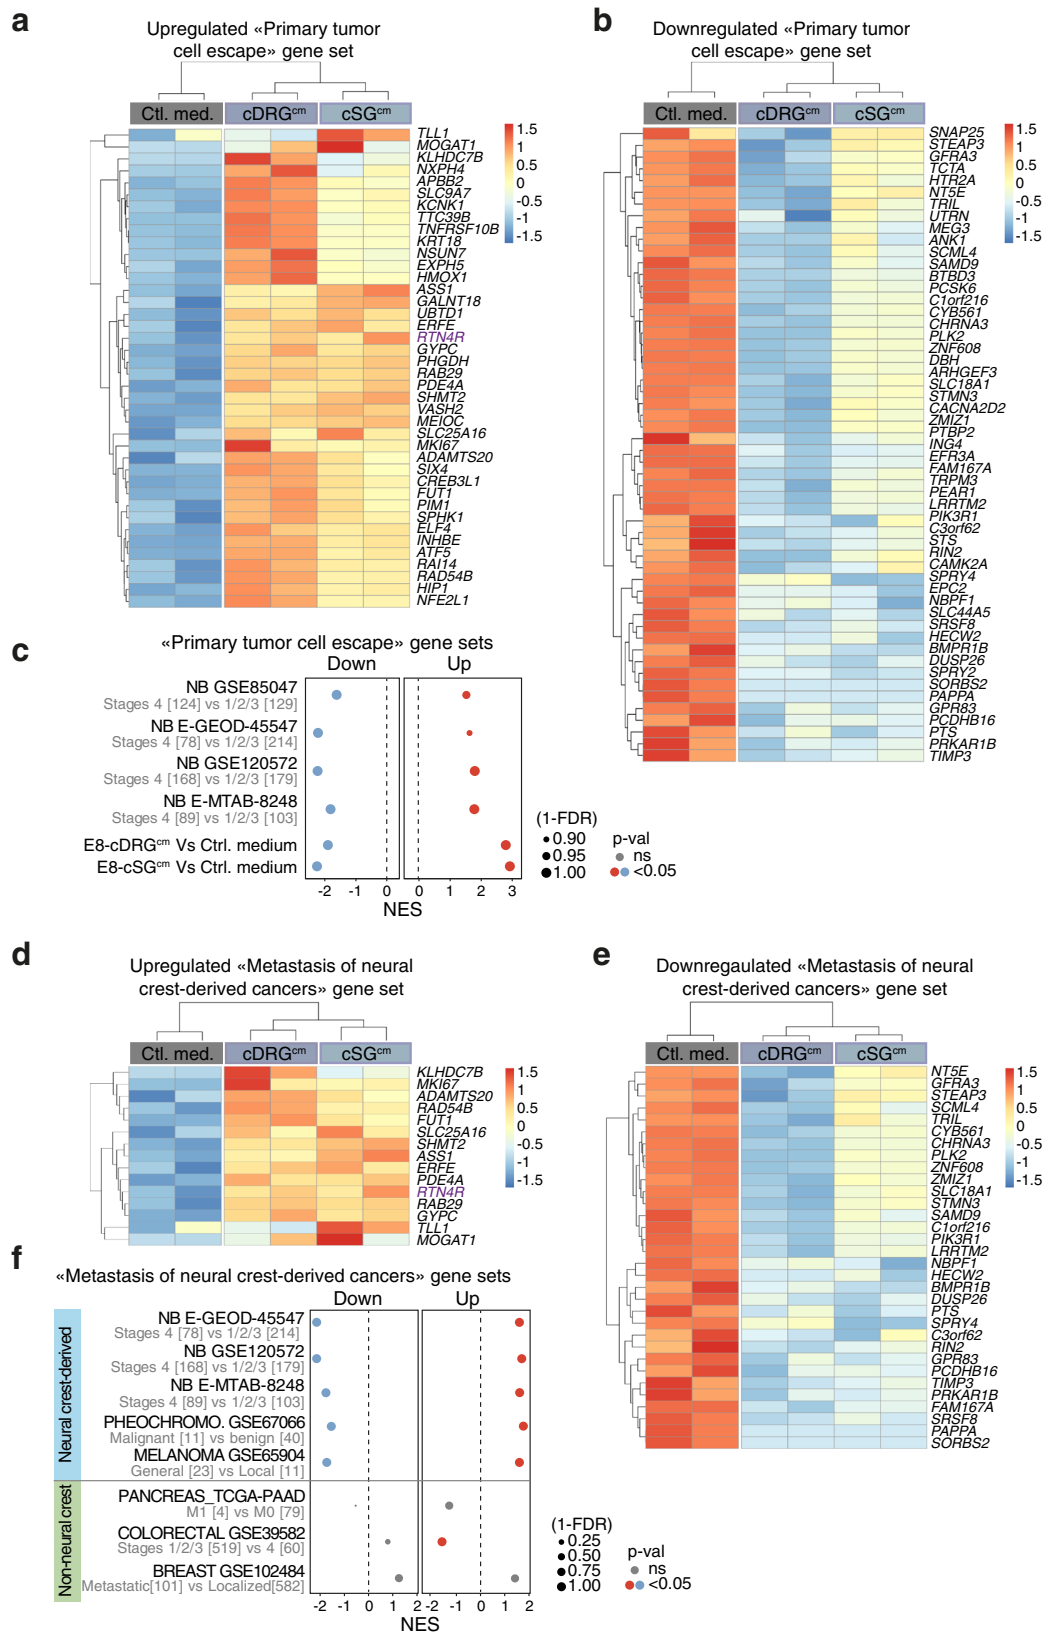 a
Upregulated «Primary tumor
cell escape» gene set
Ctl. med.
cDRGcm
cSGcm
TLL1
MOGAT1
KLHDC7B
NXPH4
APBB2
SLC9A7
KCNK1
TTC39B
TNFRSF10B
KRT18
NSUN7
EXPH5
HMOX1
ASS1
GALNT18
UBTD1
ERFE
RTN4R
GYPC
PHGDH
RAB29
PDE4A
SHMT2
VASH2
MEIOC
SLC25A16
MKI67
ADAMTS20
SIX4
CREB3L1
FUT1
PIM1
SPHK1
ELF4
INHBE
ATF5
RAI14
RAD54B
HIP1
NFE2L1
1.5
1
0.5
0
-0.5
-1
-1.5
b
Downregulated «Primary tumor
cell escape» gene set
Ctl. med.
cDRGcm
cSGcm
SNAP25
STEAP3
GFRA3
TCTA
HTR2A
NT5E
TRIL
UTRN
MEG3
ANK1
SCML4
SAMD9
BTBD3
PCSK6
C1orf216
CYB561
CHRNA3
PLK2
ZNF608
DBH
ARHGEF3
SLC18A1
STMN3
CACNA2D2
ZMIZ1
PTBP2
ING4
EFR3A
FAM167A
TRPM3
PEAR1
LRRTM2
PIK3R1
C3orf62
STS
RIN2
CAMK2A
SPRY4
EPC2
NBPF1
SLC44A5
SRSF8
HECW2
BMPR1B
DUSP26
SPRY2
SORBS2
PAPPA
GPR83
PCDHB16
PTS
PRKAR1B
TIMP3
1.5
1
0.5
0
-0.5
-1
-1.5
c
«Primary tumor cell escape» gene sets
Down
Up
NB GSE85047
Stages 4 [124] vs 1/2/3 [129]
NB E-GEOD-45547
Stages 4 [78] vs 1/2/3 [214]
NB GSE120572
Stages 4 [168] vs 1/2/3 [179]
NB E-MTAB-8248
Stages 4 [89] vs 1/2/3 [103]
E8-cDRGcm Vs Ctrl. medium
E8-cSGcm Vs Ctrl. medium
-2 -1 0 0 1 2 3
NES
(1-FDR)
0.90
0.95
1.00
p-val
ns
<0.05
d
Upregulated «Metastasis of neural
crest-derived cancers» gene set
Ctl. med.
cDRGcm
cSGcm
KLHDC7B
MKI67
ADAMTS20
RAD54B
FUT1
SLC25A16
SHMT2
ASS1
ERFE
PDE4A
RTN4R
RAB29
GYPC
TLL1
MOGAT1
1.5
1
0.5
0
-0.5
-1
-1.5
e
Downregaulated «Metastasis of neural
crest-derived cancers» gene set
Ctl. med.
cDRGcm
cSGcm
NT5E
GFRA3
STEAP3
SCML4
TRIL
CYB561
CHRNA3
PLK2
ZNF608
ZMIZ1
SLC18A1
STMN3
SAMD9
C1orf216
PIK3R1
LRRTM2
NBPF1
HECW2
BMPR1B
DUSP26
PTS
SPRY4
C3orf62
RIN2
GPR83
PCDHB16
TIMP3
PRKAR1B
FAM167A
SRSF8
PAPPA
SORBS2
1.5
1
0.5
0
-0.5
-1
-1.5
f
«Metastasis of neural crest-derived cancers» gene sets
Down
Up
Neural crest-derived
NB E-GEOD-45547
Stages 4 [78] vs 1/2/3 [214]
NB GSE120572
Stages 4 [168] vs 1/2/3 [179]
NB E-MTAB-8248
Stages 4 [89] vs 1/2/3 [103]
PHEOCHROMO. GSE67066
Malignant [11] vs benign [40]
MELANOMA GSE65904
General [23] vs Local [11]
Non-neural crest
PANCREAS_TCGA-PAAD
M1 [4] vs M0 [79]
COLORECTAL GSE39582
Stages 1/2/3 [519] vs 4 [60]
BREAST GSE102484
Metastatic[101] vs Localized[582]
-2 -1 0 1 2 -2 -1 0 1 2
NES
(1-FDR)
0.25
0.50
0.75
1.00
p-val
ns
<0.05